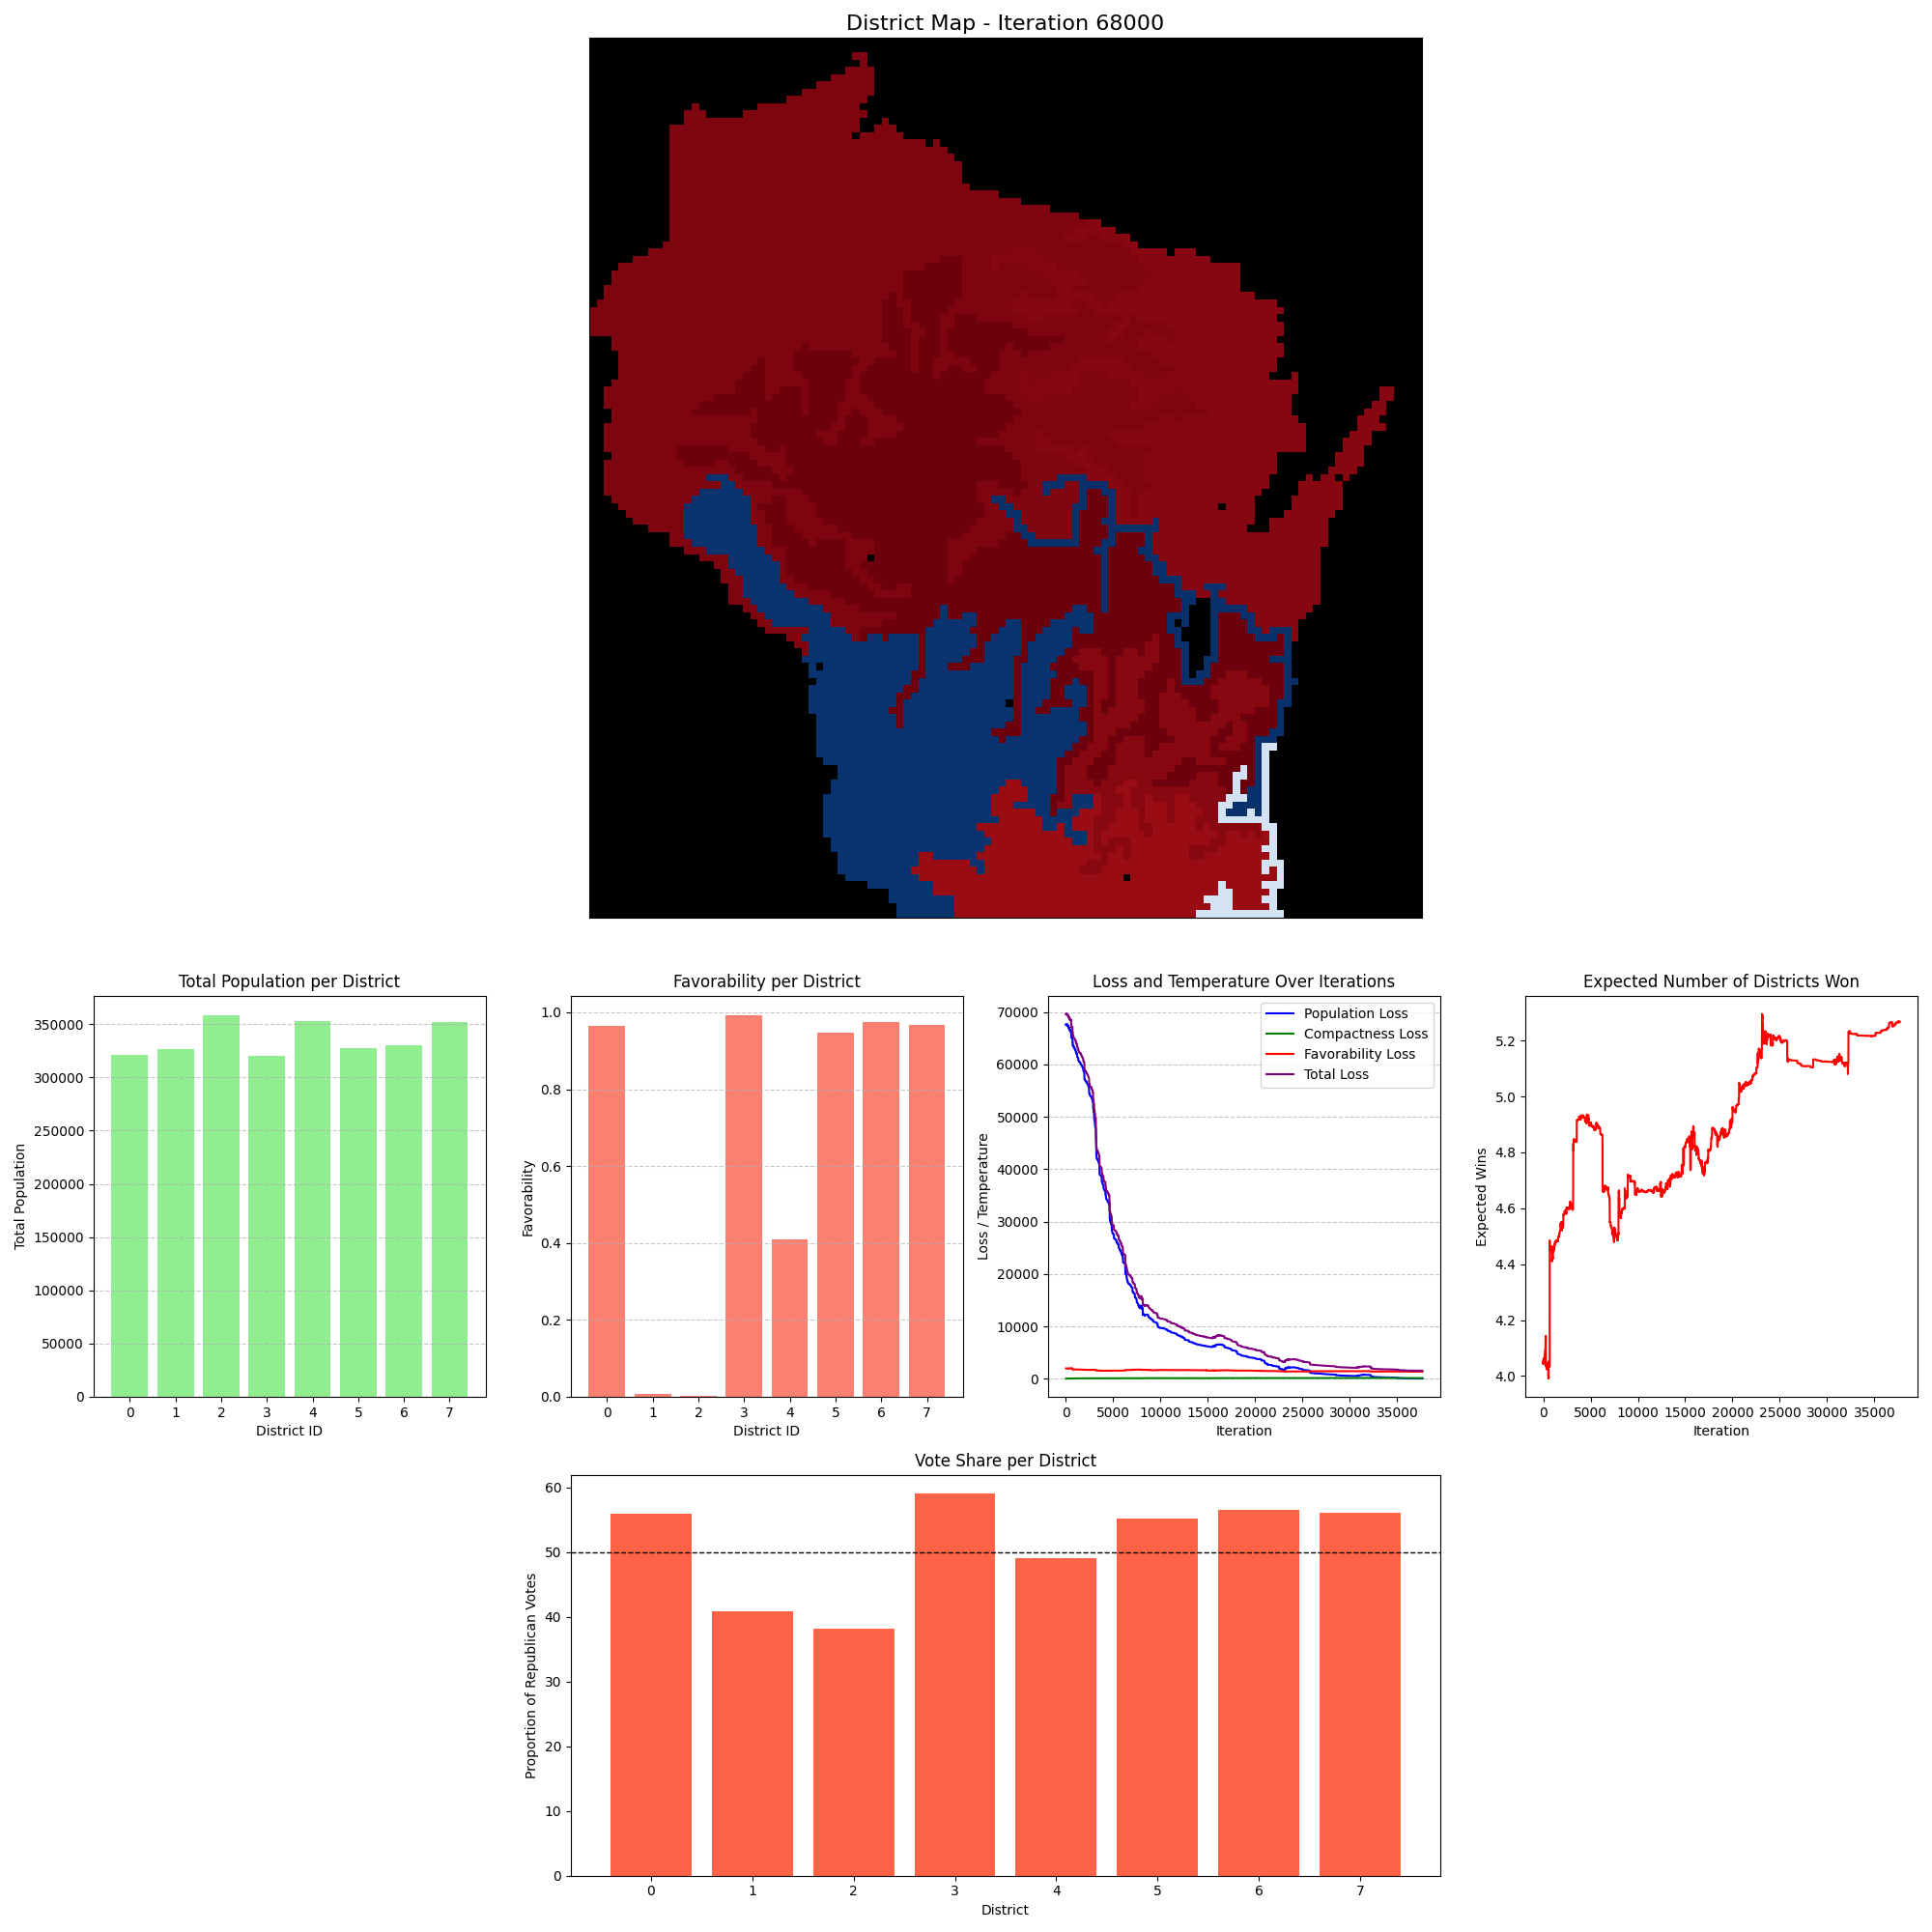 District Map - Iteration 68000
Total Population per District
350000
300000
250000
200000
150000
100000
50000
0
Total Population
0 1 2 3 4 5 6 7
District ID
Favorability per District
1.0
0.8
0.6
0.4
0.2
0.0
Favorability
0 1 2 3 4 5 6 7
District ID
Loss and Temperature Over Iterations
70000
60000
50000
40000
30000
20000
10000
0
Loss / Temperature
Population Loss
Compactness Loss
Favorability Loss
Total Loss
0 5000 10000 15000 20000 25000 30000 35000
Iteration
Expected Number of Districts Won
5.2
5.0
4.8
4.6
4.4
4.2
4.0
Expected Wins
0 5000 10000 15000 20000 25000 30000 35000
Iteration
Vote Share per District
60
50
40
30
20
10
0
Proportion of Republican Votes
0 1 2 3 4 5 6 7
District